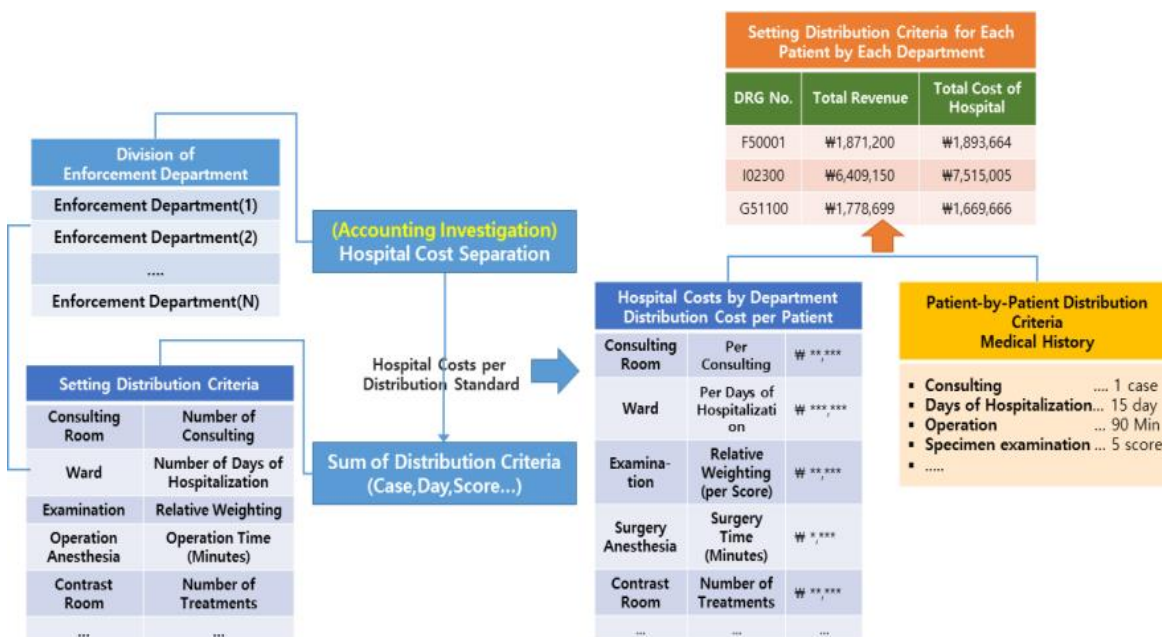 Setting Distribution Criteria for Each
Patient by Each Department
DRG No. Total Revenue Total Cost of
Hospital
F50001 ₩1,871,200 ₩1,893,664
I02300 ₩6,409,150 ₩7,515,005
G51100 ₩1,778,699 ₩1,669,666
Division of
Enforcement Department
Enforcement Department(1)
Enforcement Department(2)
....
Enforcement Department(N)
(Accounting Investigation)
Hospital Cost Separation
Hospital Costs per
Distribution Standard
Setting Distribution Criteria
Consulting
Room
Number of
Consulting
Ward
Number of Days of
Hospitalization
Examination Relative Weighting
Operation
Anesthesia
Operation Time
(Minutes)
Contrast
Room
Number of
Treatments
... ...
Sum of Distribution Criteria
(Case,Day,Score...)
Hospital Costs by Department
Distribution Cost per Patient
Consulting
Room
Per
Consulting
₩ **,***
Ward
Per Days of
Hospitalizati
on
₩ ***,***
Examina-
tion
Relative
Weighting
(per Score)
₩ **,***
Surgery
Anesthesia
Surgery
Time
(Minutes)
₩ *,***
Contrast
Room
Number of
Treatments
₩ **,***
... ... ...
Patient-by-Patient Distribution
Criteria
Medical History
▪ Consulting .... 1 case
▪ Days of Hospitalization... 15 day
▪ Operation ... 90 Min
▪ Specimen examination ... 5 score
▪ .....